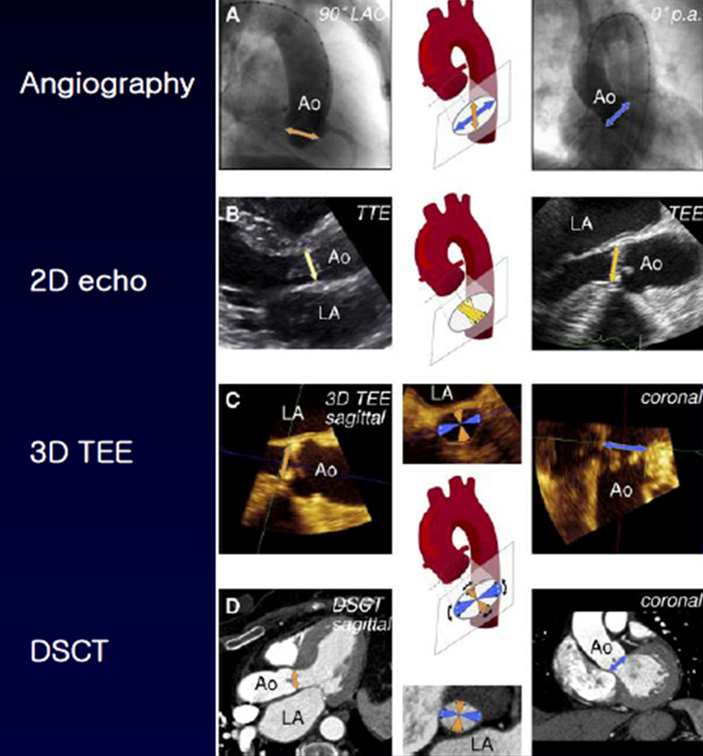 A
90° LAO
0° p.a.
Angiography
Ao
Ao
B
TTE
TEE
LA
2D echo
Ao
Ao
LA
C
3D TEE
sagittal
LA
coronal
LA
3D TEE
Ao
Ao
D
DSCT
sagittal
coronal
DSCT
Ao
Ao
LA
LA